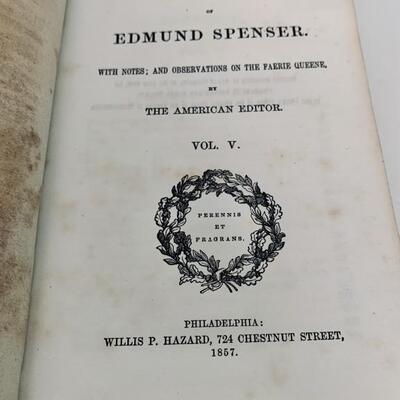 OF
EDMUND SPENSER.
WITH NOTES; AND OBSERVATIONS ON THE FAERIE QUEENE,
BY
THE AMERICAN EDITOR.
VOL. V.
PERENNIS
ET
FRAGRANS.
PHILADELPHIA:
WILLIS P. HAZARD, 724 CHESTNUT STREET,
1857.